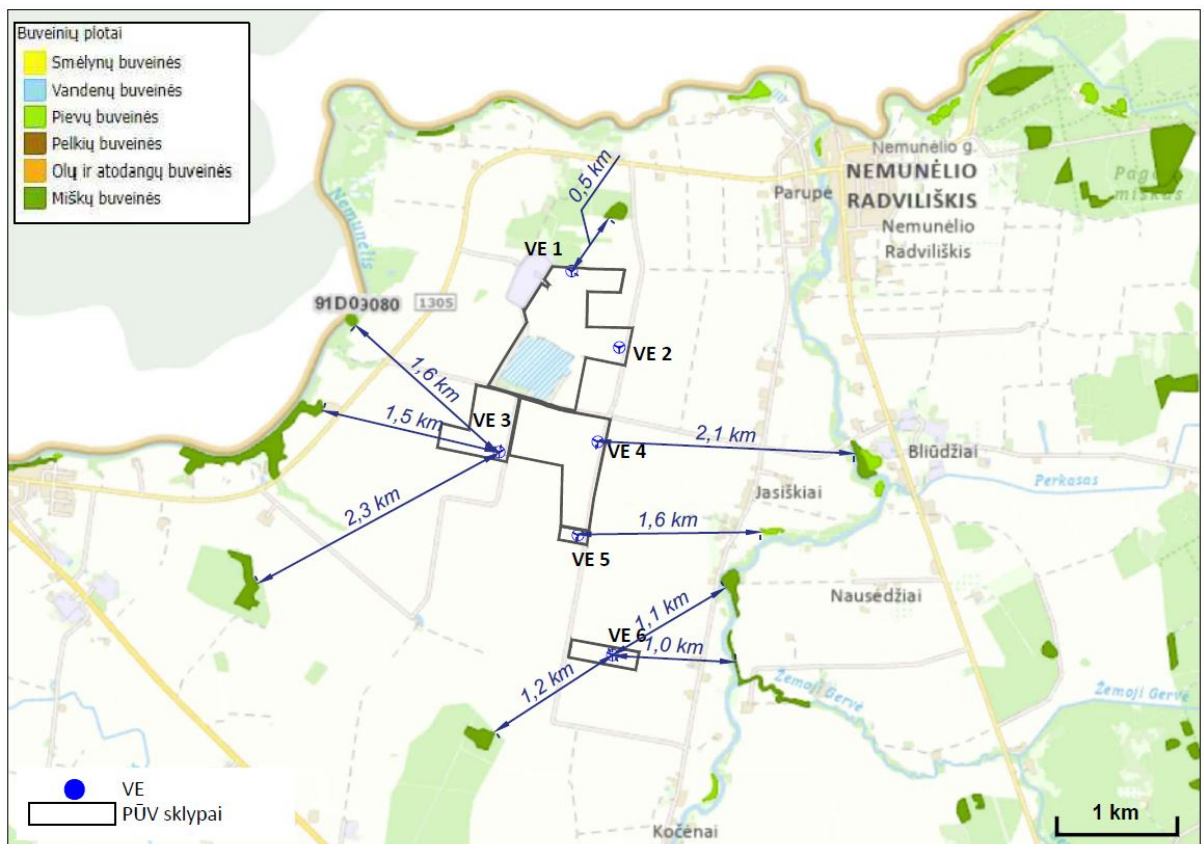 Buveinių plotai
Smėlynų buveinės
Vandenų buveinės
Pievų buveinės
Pelkių buveinės
Olų ir atodangų buveinės
Miškų buveinės
Nemunėlio g.
NEMUNĖLIO
RADVILIŠKIS
Nemunėlio
Radviliškis
Parupė
miškas
Nemunėlis
0,5 km
VE 1
1305
VE 2
1,6 km
1,5 km
VE 3
VE 4
2,1 km
Bliūdžiai
Perkasas
Jasiškiai
2,3 km
1,6 km
VE 5
1,1 km
Nausėdžiai
VE 6
1,0 km
1,2 km
Žemoji Gervė
Žemoji Gervė
VE
PŪV sklypai
1 km
Kočėnai